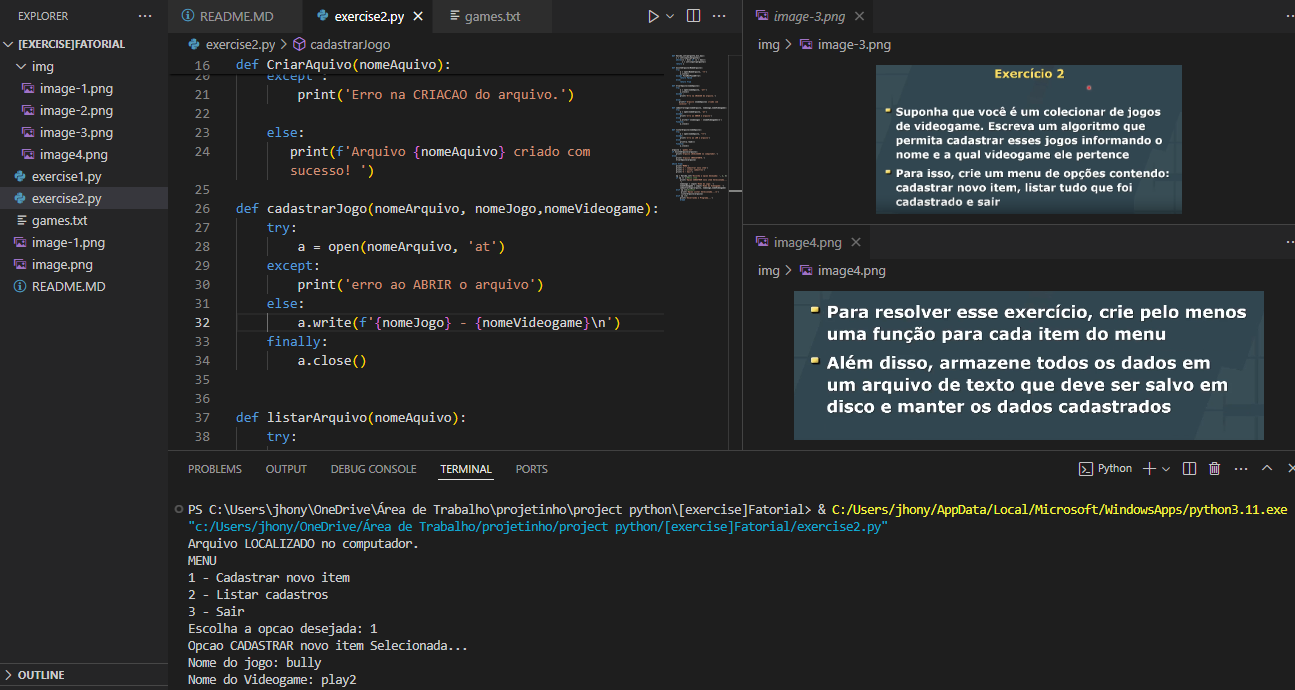 EXPLORER
[EXERCISE]FATORIAL
img
image-1.png
image-2.png
image-3.png
image4.png
exercise1.py
exercise2.py
games.txt
image-1.png
image.png
README.MD
OUTLINE
README.MD
exercise2.py
games.txt
exercise2.py > cadastrarJogo
16 def CriarAquivo(nomeAquivo):
20 except :
21 print('Erro na CRIACAO do arquivo.')
22
23 else:
24 print(f'Arquivo {nomeAquivo} criado com
sucesso! ')
25
26 def cadastrarJogo(nomeArquivo, nomeJogo,nomeVideogame):
27 try:
28 a = open(nomeArquivo, 'at')
29 except:
30 print('erro ao ABRIR o arquivo')
31 else:
32 a.write(f'{nomeJogo} - {nomeVideogame}\n')
33 finally:
34 a.close()
35
36
37 def listarArquivo(nomeAquivo):
38 try:
image-3.png
img > image-3.png
Exercício 2
Suponha que você é um colecionar de jogos
de videogame. Escreva um algoritmo que
permita cadastrar esses jogos informando o
nome e a qual videogame ele pertence
Para isso, crie um menu de opções contendo:
cadastrar novo item, listar tudo que foi
cadastrado e sair
image4.png
img > image4.png
Para resolver esse exercício, crie pelo menos
uma função para cada item do menu
Além disso, armazene todos os dados em
um arquivo de texto que deve ser salvo em
disco e manter os dados cadastrados
PROBLEMS
OUTPUT
DEBUG CONSOLE
TERMINAL
PORTS
Python
PS C:\Users\jhony\OneDrive\Área de Trabalho\projetinho\project python\[exercise]Fatorial> & C:/Users/jhony/AppData/Local/Microsoft/WindowsApps/python3.11.exe
"c:/Users/jhony/OneDrive/Área de Trabalho/projetinho/project python/[exercise]Fatorial/exercise2.py"
Arquivo LOCALIZADO no computador.
MENU
1 - Cadastrar novo item
2 - Listar cadastros
3 - Sair
Escolha a opcao desejada: 1
Opcao CADASTRAR novo item Selecionada...
Nome do jogo: bully
Nome do Videogame: play2